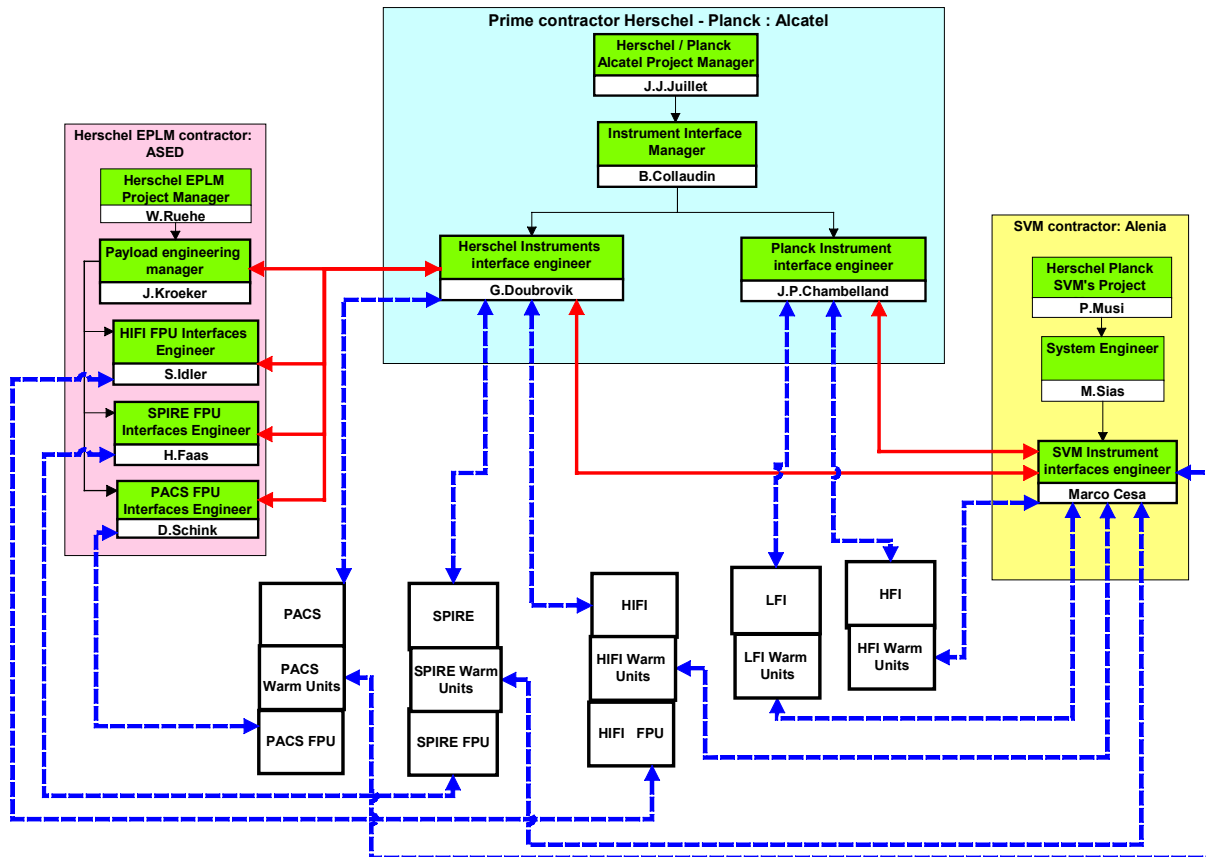 Prime contractor Herschel - Planck : Alcatel
Herschel / Planck
Alcatel Project Manager
J.J.Juillet
Instrument Interface
Manager
B.Collaudin
Herschel Instruments
interface engineer
G.Doubrovik
Planck Instrument
interface engineer
J.P.Chambelland
Herschel EPLM contractor:
ASED
Herschel EPLM
Project Manager
W.Ruehe
Payload engineering
manager
J.Kroeker
HIFI FPU Interfaces
Engineer
S.Idler
SPIRE FPU
Interfaces Engineer
H.Faas
PACS FPU
Interfaces Engineer
D.Schink
SVM contractor: Alenia
Herschel Planck
SVM's Project
P.Musi
System Engineer
M.Sias
SVM Instrument
interfaces engineer
Marco Cesa
PACS
PACS
Warm Units
PACS FPU
SPIRE
SPIRE Warm
Units
SPIRE FPU
HIFI
HIFI Warm
Units
HIFI FPU
LFI
LFI Warm
Units
HFI
HFI Warm
Units